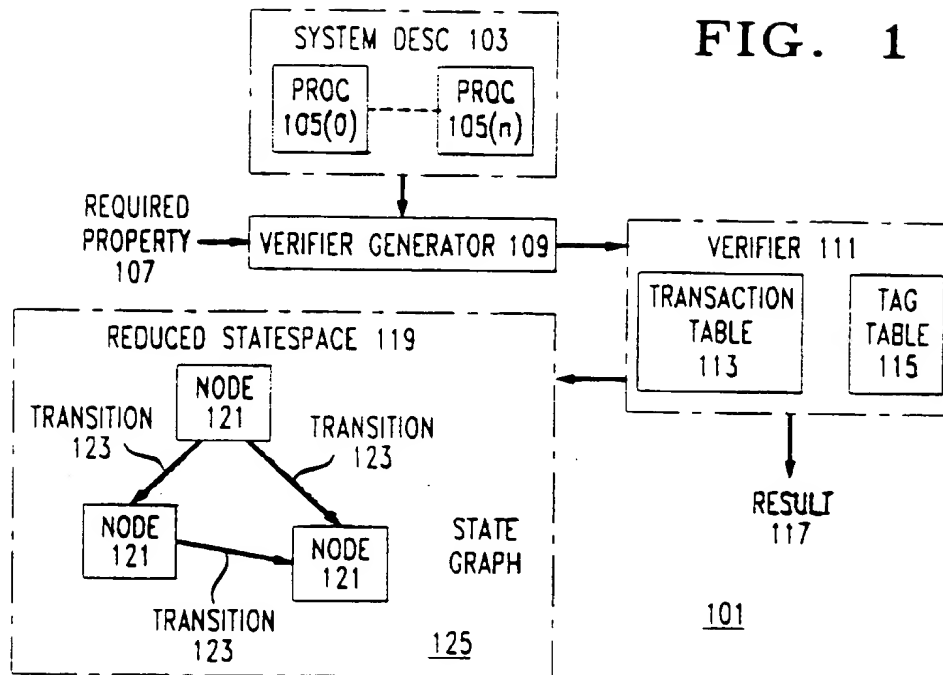 FIG. 1
SYSTEM DESC 103
PROC
105(0)
PROC
105(n)
REQUIRED
PROPERTY
107
VERIFIER GENERATOR 109
VERIFIER 111
TRANSACTION
TABLE
113
TAG
TABLE
115
REDUCED STATESPACE 119
NODE
121
TRANSITION
123
TRANSITION
123
NODE
121
NODE
121
TRANSITION
123
STATE
GRAPH
125
RESULT
117
101